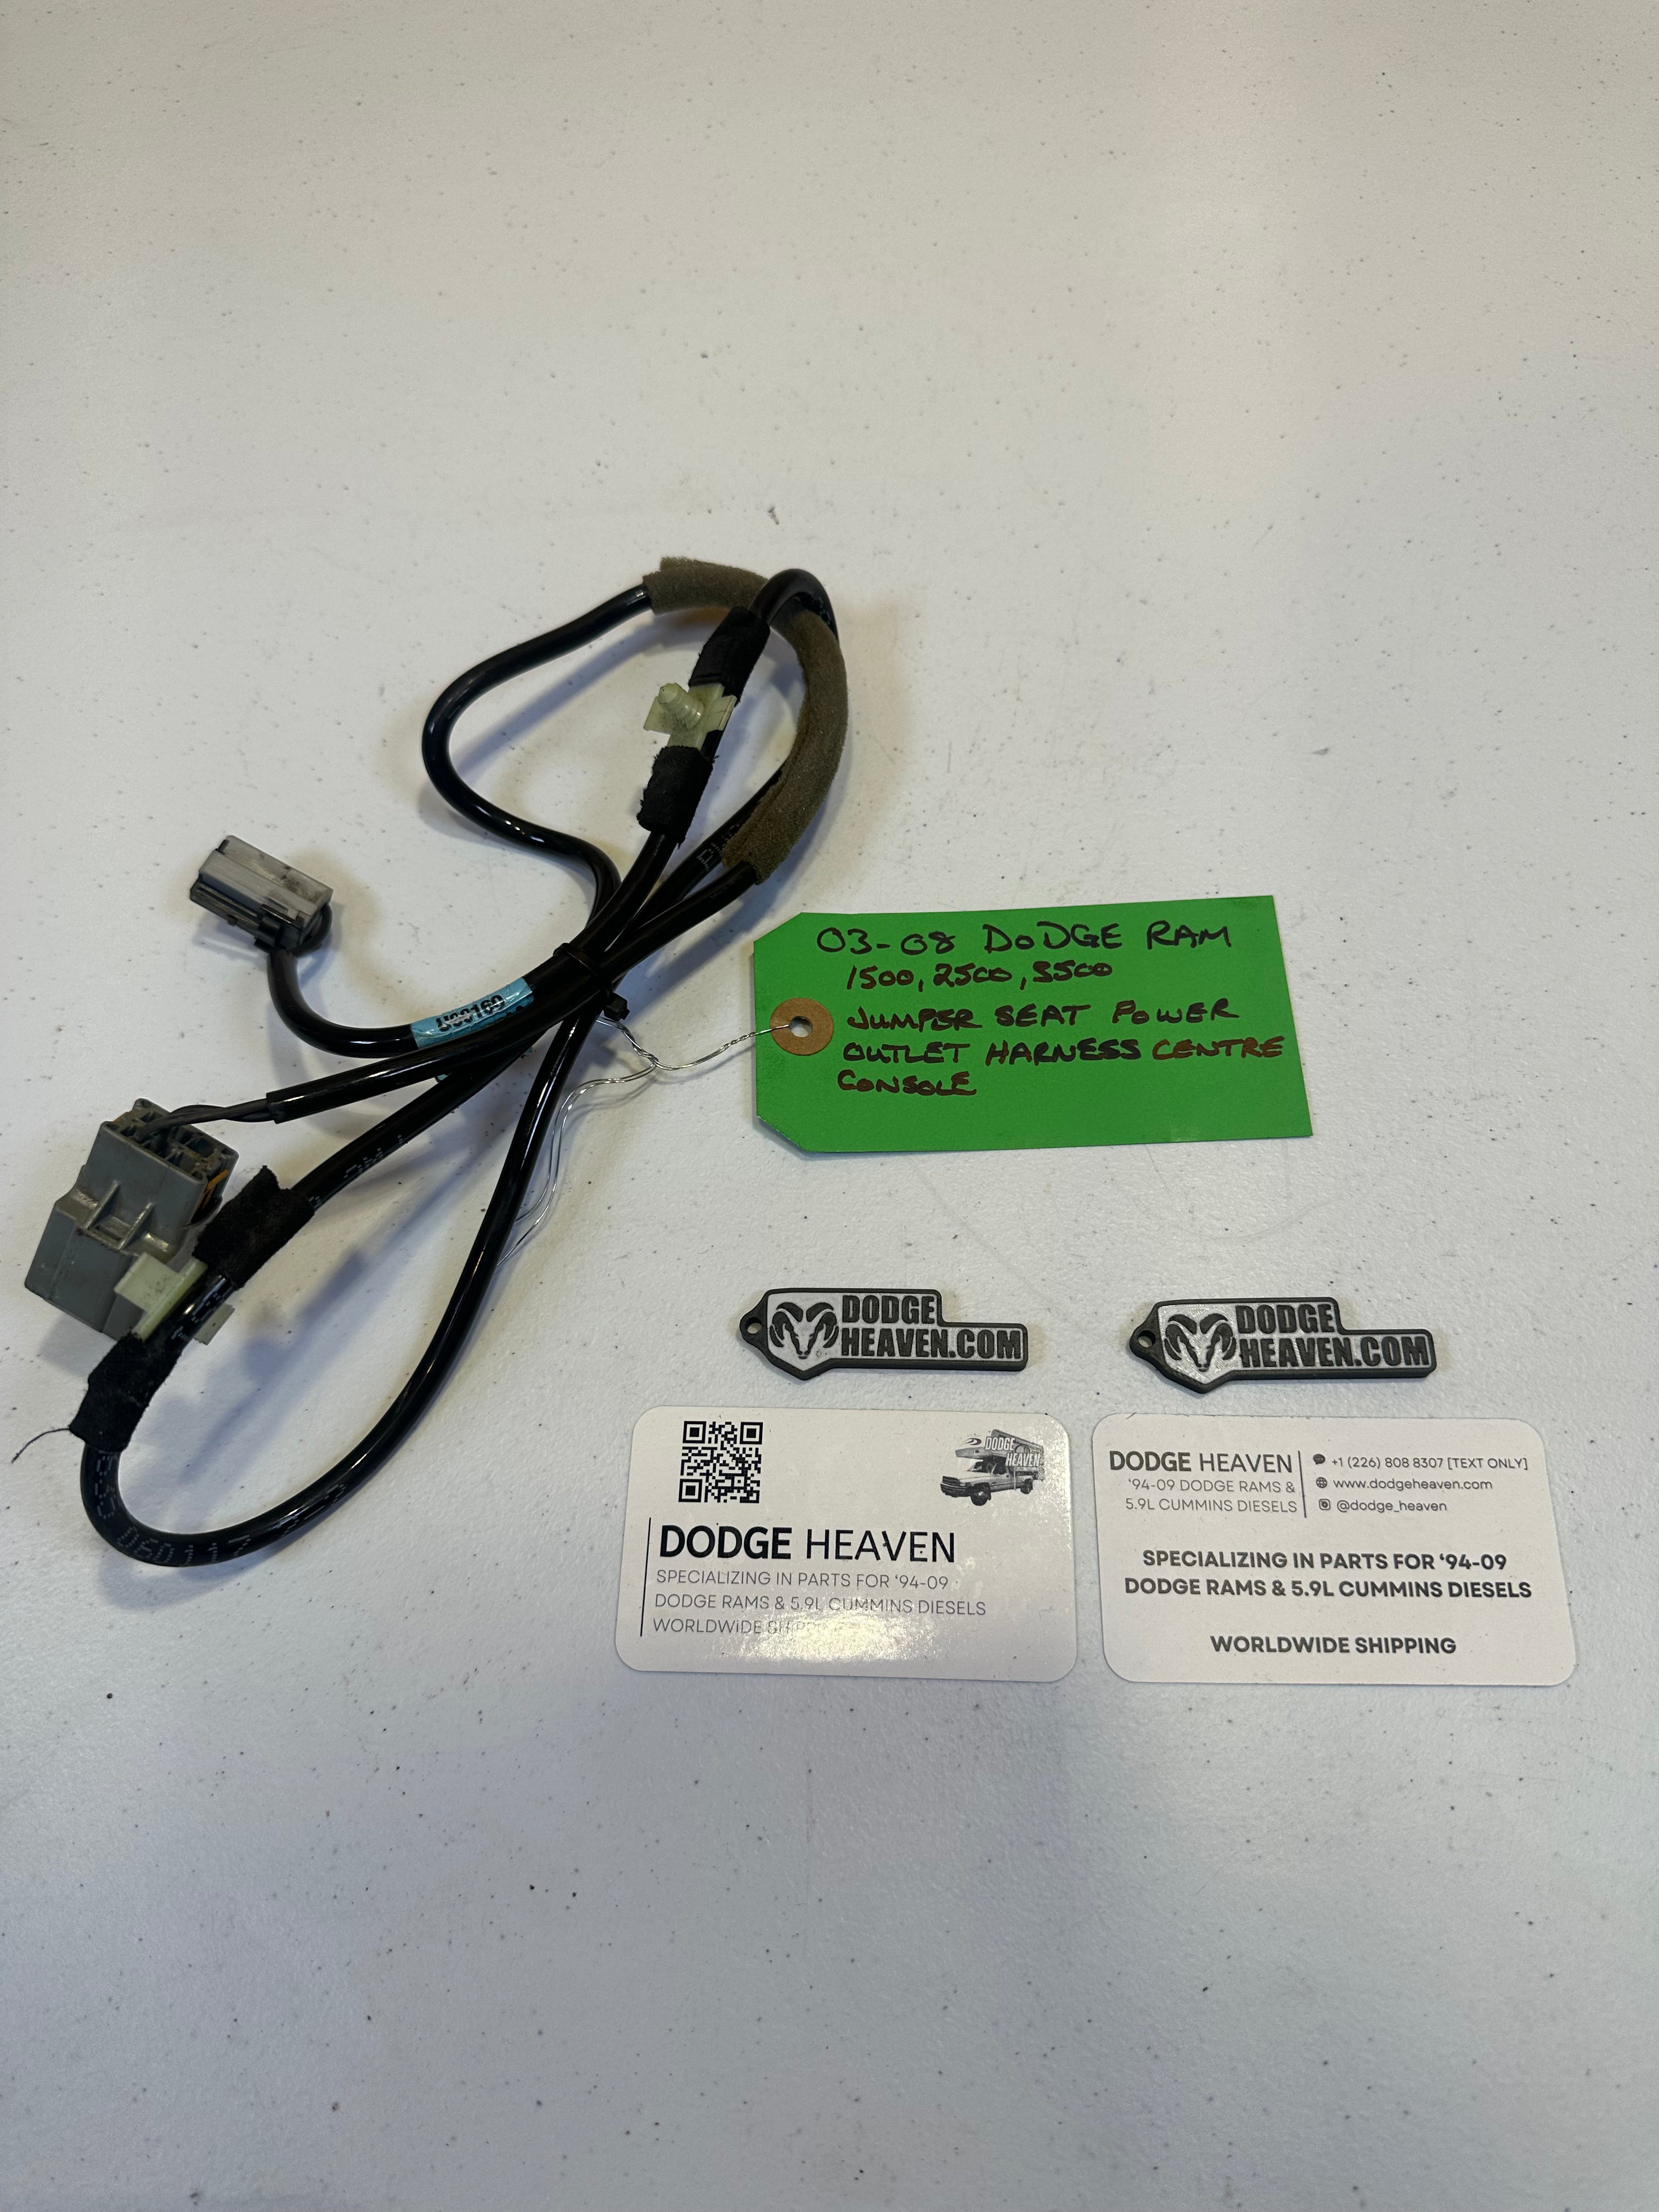 03-08 DODGE RAM
1500, 2500, 3500
JUMPER SEAT POWER
OUTLET HARNESS CENTRE
CONSOLE
DODGE
HEAVEN.COM
DODGE
HEAVEN.COM
DODGE
HEAVEN
DODGE HEAVEN
SPECIALIZING IN PARTS FOR '94-09
DODGE RAMS & 5.9L CUMMINS DIESELS
WORLDWIDE
DODGE HEAVEN
'94-09 DODGE RAMS &
5.9L CUMMINS DIESELS
+1 (226) 808 8307 [TEXT ONLY]
www.dodgeheaven.com
@dodge_heaven
SPECIALIZING IN PARTS FOR '94-09
DODGE RAMS & 5.9L CUMMINS DIESELS
WORLDWIDE SHIPPING